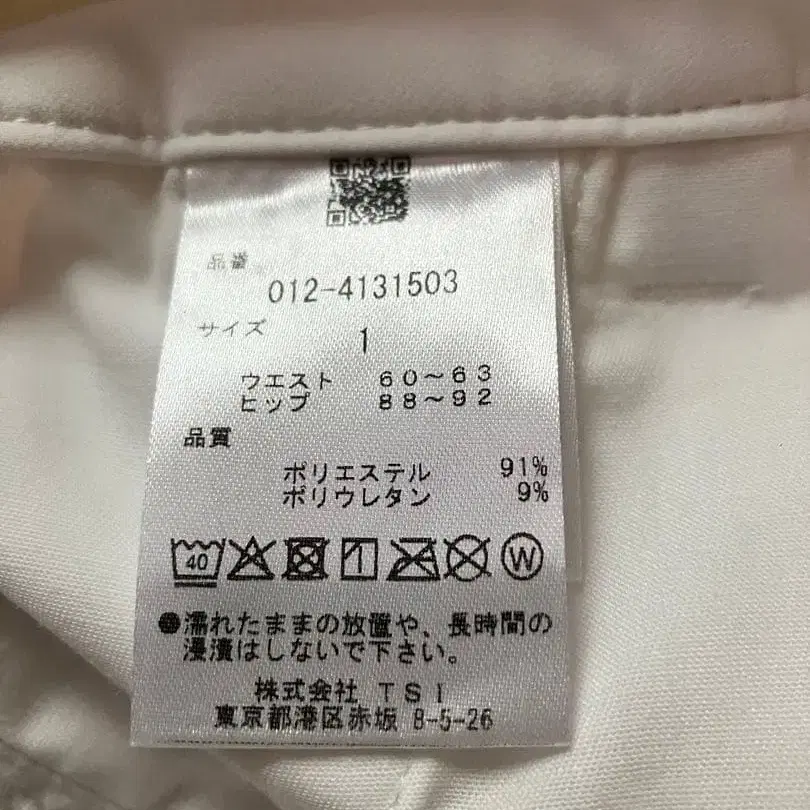 品番
012-4131503
サイズ
1
ウエスト 60～63
ヒップ 88～92
品質
ポリエステル 91%
ポリウレタン 9%
40 W
●濡れたままの放置や、長時間の
浸漬はしないで下さい。
株式会社 TSI
東京都港区赤坂 8-5-26